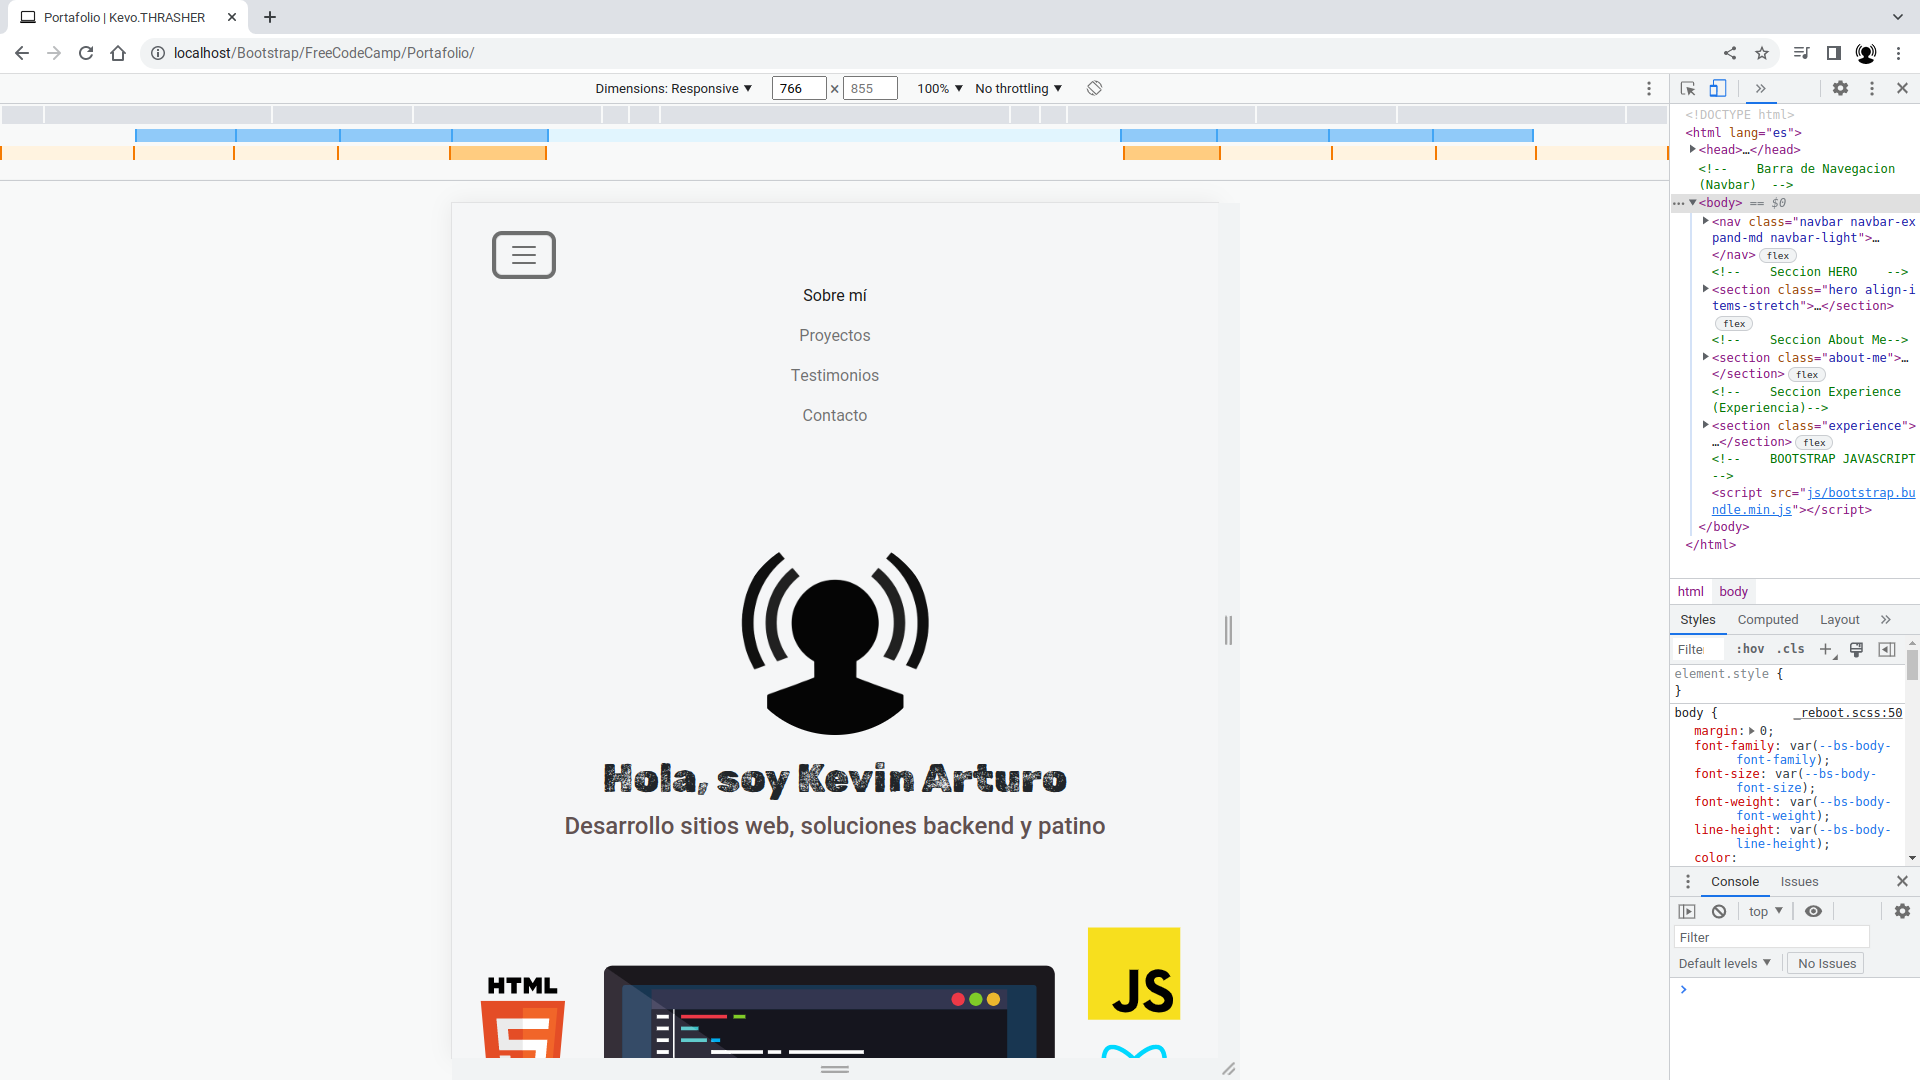 Portafolio | Kevo.THRASHER
localhost/Bootstrap/FreeCodeCamp/Portafolio/
Dimensions: Responsive ▼ 766 × 855 100% ▼ No throttling ▼
Sobre mí
Proyectos
Testimonios
Contacto
Hola, soy Kevin Arturo
Desarrollo sitios web, soluciones backend y patino
HTML
5
JS
<!DOCTYPE html>
<html lang="es">
<head>…</head>
<!-- Barra de Navegacion
(Navbar) -->
<body> == $0
<nav class="navbar navbar-ex
pand-md navbar-light">…
</nav> flex
<!-- Seccion HERO -->
<section class="hero align-i
tems-stretch">…</section>
flex
<!-- Seccion About Me-->
<section class="about-me">…
</section> flex
<!-- Seccion Experience
(Experiencia)-->
<section class="experience">
…</section> flex
<!-- BOOTSTRAP JAVASCRIPT
-->
<script src="js/bootstrap.bu
ndle.min.js"></script>
</body>
</html>
html body
Styles Computed Layout
Filte :hov .cls
element.style {
}
body { _reboot.scss:50
margin: 0;
font-family: var(--bs-body-
font-family);
font-size: var(--bs-body-
font-size);
font-weight: var(--bs-body-
font-weight);
line-height: var(--bs-body-
line-height);
color:
Console Issues
top ▼
Filter
Default levels ▼ No Issues